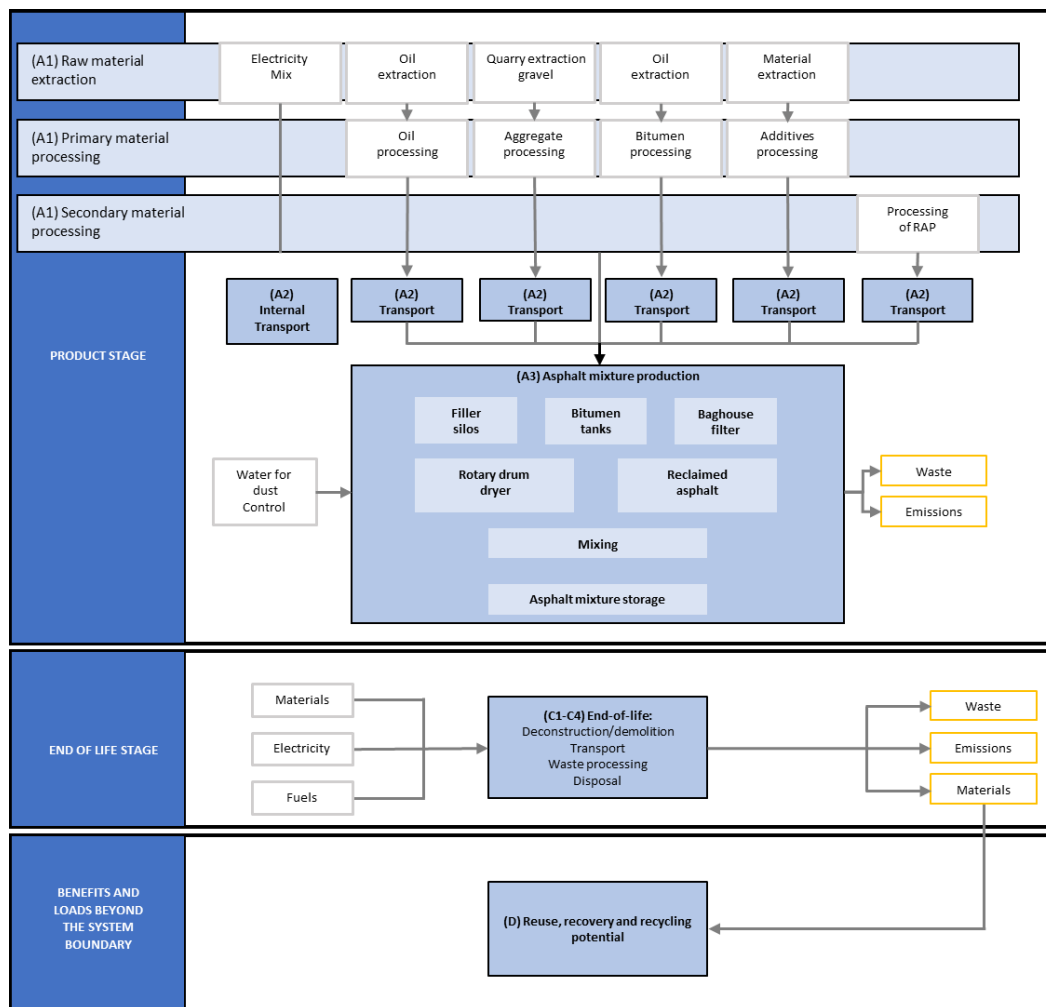 (A1) Raw material
extraction
Electricity
Mix
Oil
extraction
Quarry extraction
gravel
Oil
extraction
Material
extraction
(A1) Primary material
processing
Oil
processing
Aggregate
processing
Bitumen
processing
Additives
processing
(A1) Secondary material
processing
Processing
of RAP
(A2)
Internal
Transport
(A2)
Transport
(A2)
Transport
(A2)
Transport
(A2)
Transport
(A2)
Transport
PRODUCT STAGE
(A3) Asphalt mixture production
Filler
silos
Bitumen
tanks
Baghouse
filter
Water for
dust
Control
Rotary drum
dryer
Reclaimed
asphalt
Waste
Emissions
Mixing
Asphalt mixture storage
END OF LIFE STAGE
Materials
Electricity
Fuels
(C1-C4) End-of-life:
Deconstruction/demolition
Transport
Waste processing
Disposal
Waste
Emissions
Materials
BENEFITS AND
LOADS BEYOND
THE SYSTEM
BOUNDARY
(D) Reuse, recovery and recycling
potential